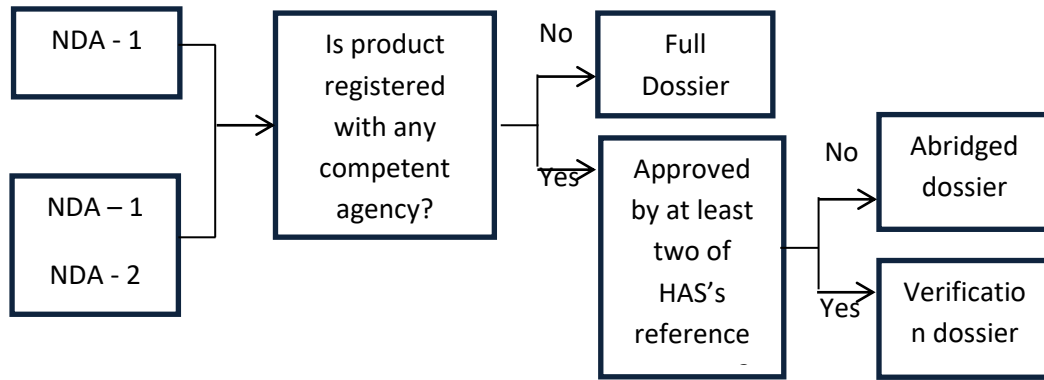 NDA - 1
NDA – 1
NDA - 2
Is product
registered
with any
competent
agency?
No
Full
Dossier
Yes
Approved
by at least
two of
HAS’s
reference
No
Abridged
dossier
Yes
Verificatio
n dossier